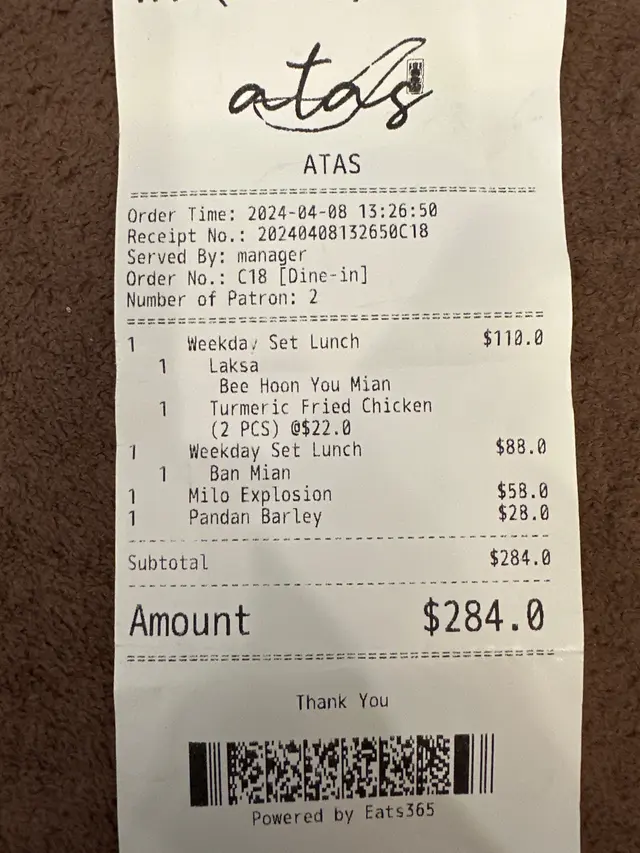 atas
ATAS
Order Time: 2024-04-08 13:26:50
Receipt No.: 20240408132650C18
Served By: manager
Order No.: C18 [Dine-in]
Number of Patron: 2
1 Weekday Set Lunch $110.0
1 Laksa
Bee Hoon You Mian
1 Turmeric Fried Chicken
(2 PCS) @$22.0
1 Weekday Set Lunch $88.0
1 Ban Mian
1 Milo Explosion $58.0
1 Pandan Barley $28.0
Subtotal $284.0
Amount $284.0
Thank You
Powered by Eats365